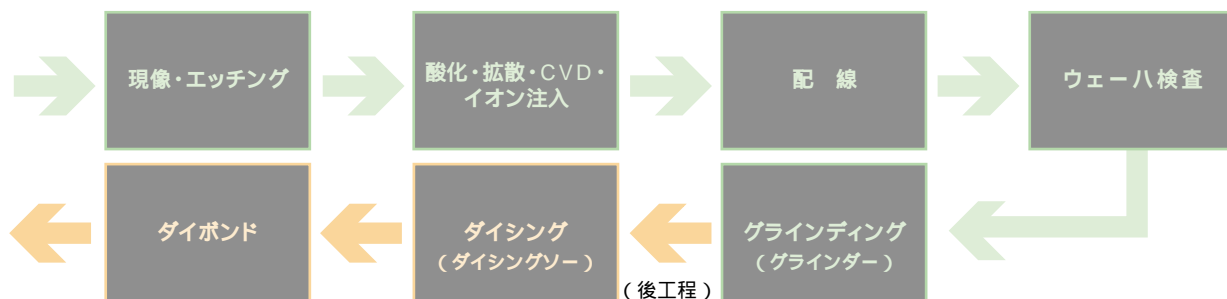 現像・エッチング
酸化・拡散・CVD・
イオン注入
配　線
ウェーハ検査
ダイボンド
ダイシング
（ダイシングソー）
グラインディング
（グラインダー）
（後工程）